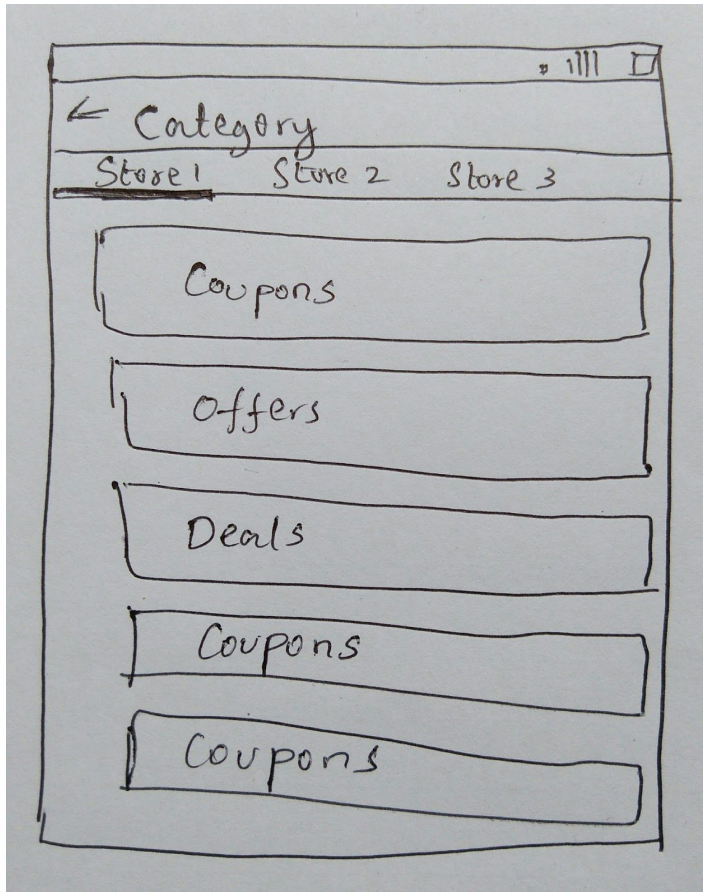 Category
Store 1 Store 2 Store 3
Coupons
Offers
Deals
Coupons
Coupons